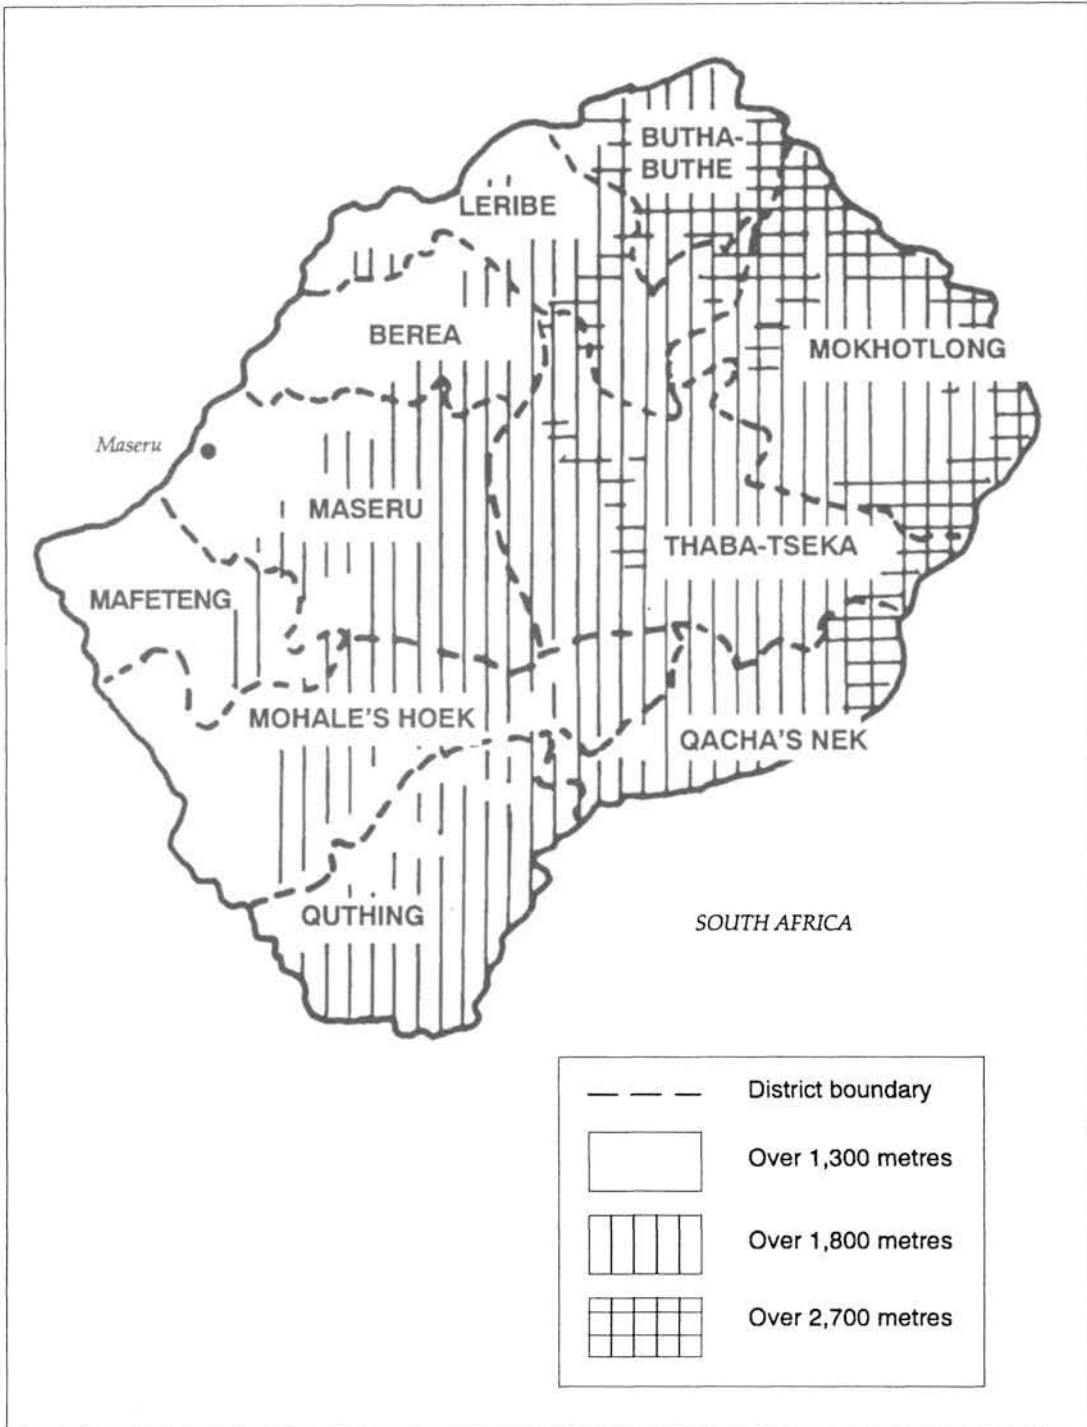 BUTHA-
BUTHE
LERIBE
BEREA
MOKHOTLONG
Maseru
MASERU
THABA-TSEKA
MAFETENG
MOHALE'S HOEK
QACHA'S NEK
QUTHING
SOUTH AFRICA
District boundary
Over 1,300 metres
Over 1,800 metres
Over 2,700 metres